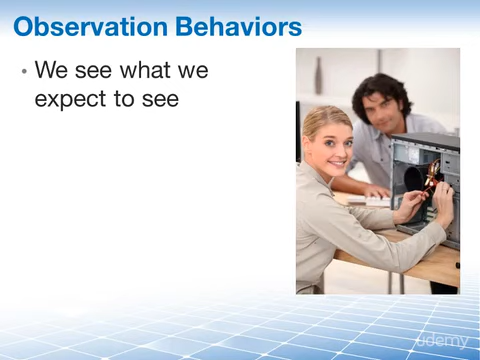 Observation Behaviors
• We see what we
expect to see
udemy